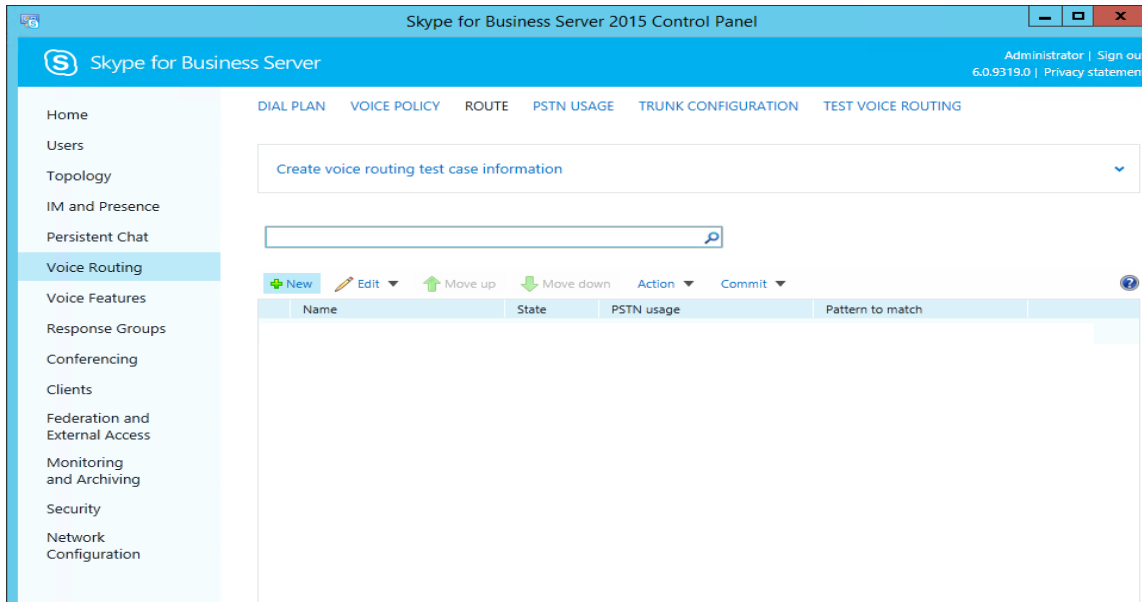 Skype for Business Server 2015 Control Panel
Skype for Business Server
Administrator | Sign ou
6.0.9319.0 | Privacy statemen
Home
Users
Topology
IM and Presence
Persistent Chat
Voice Routing
Voice Features
Response Groups
Conferencing
Clients
Federation and
External Access
Monitoring
and Archiving
Security
Network
Configuration
DIAL PLAN VOICE POLICY ROUTE PSTN USAGE TRUNK CONFIGURATION TEST VOICE ROUTING
Create voice routing test case information
New Edit Move up Move down Action Commit
Name State PSTN usage Pattern to match